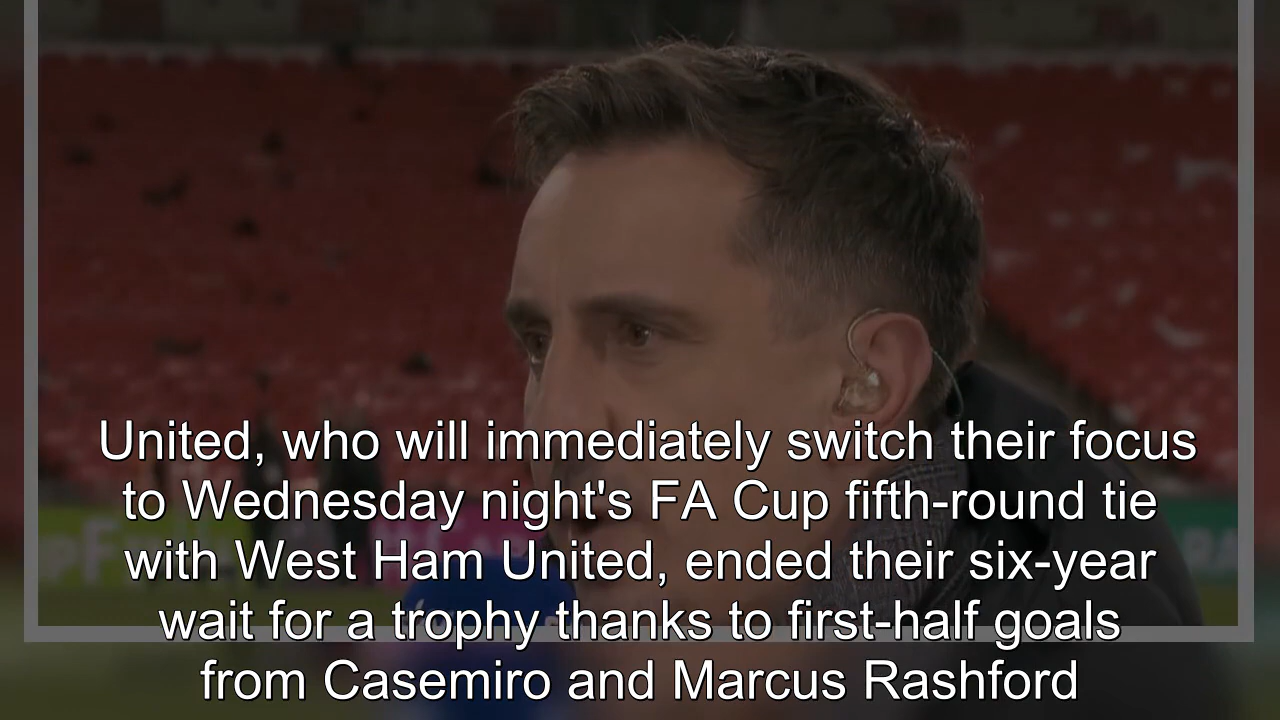 United, who will immediately switch their focus
to Wednesday night's FA Cup fifth-round tie
with West Ham United, ended their six-year
wait for a trophy thanks to first-half goals
from Casemiro and Marcus Rashford